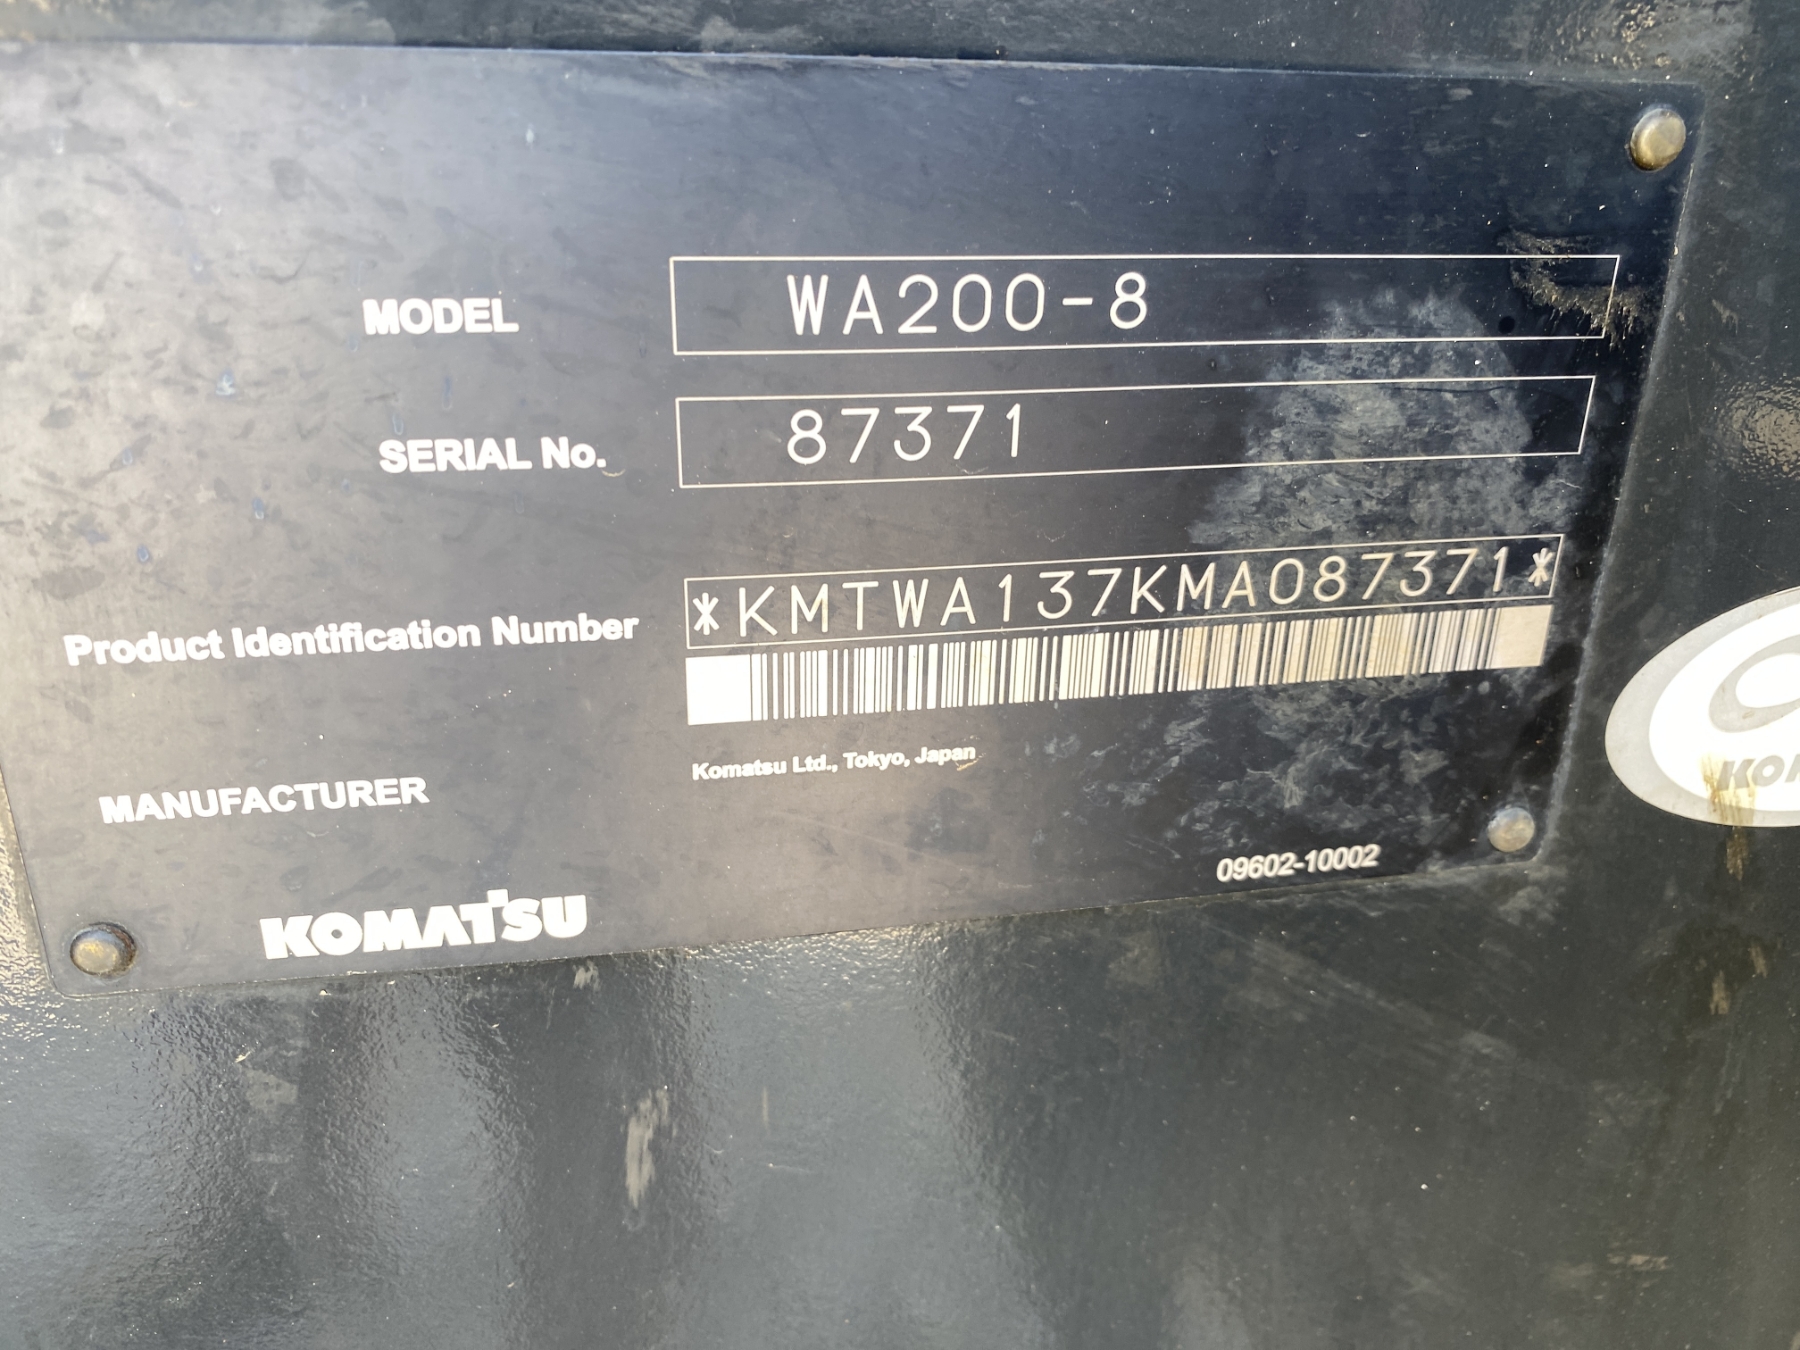 MODEL WA200-8
SERIAL No. 87371
Product Identification Number *KMTWA137KMA087371*
MANUFACTURER Komatsu Ltd., Tokyo, Japan
KOMATSU
09602-10002